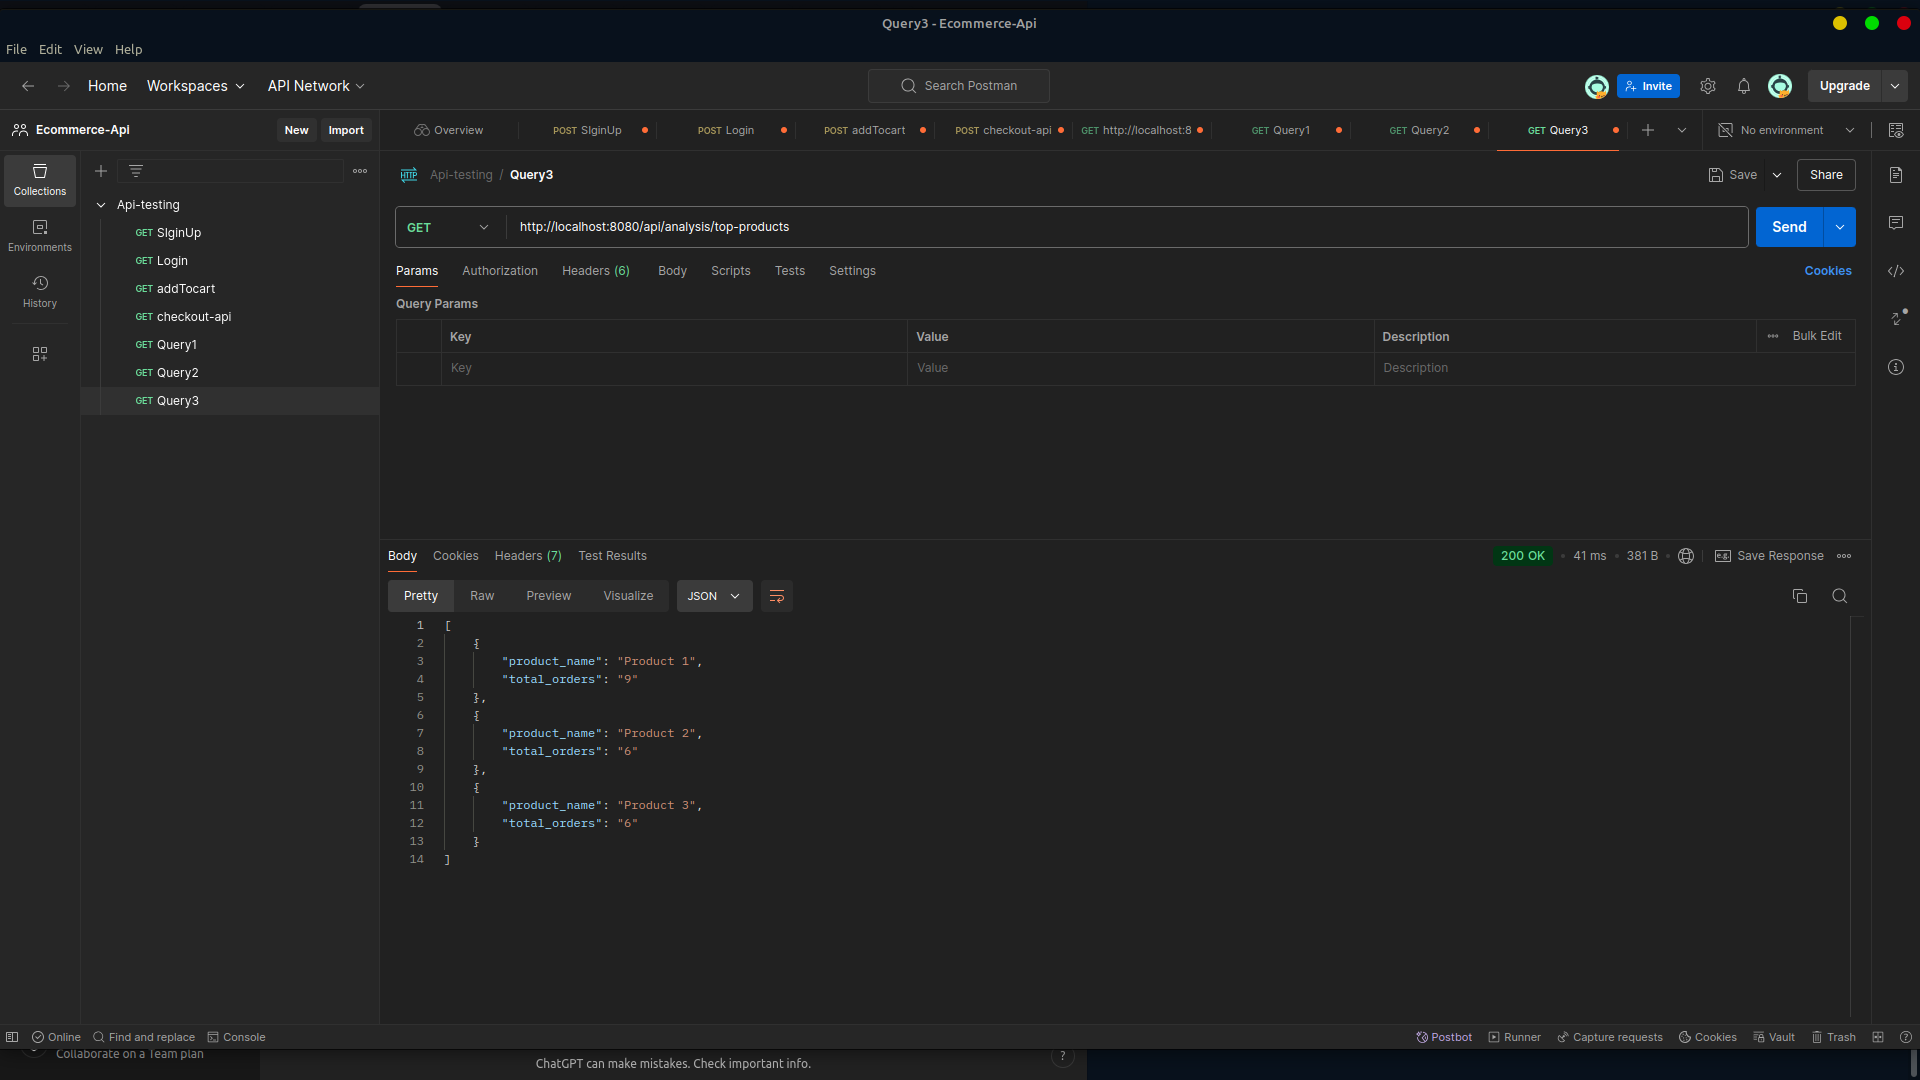 Query3 - Ecommerce-Api
File Edit View Help
Home Workspaces API Network Search Postman Invite Upgrade
Ecommerce-Api New Import
Overview POST SIginUp POST Login POST addTocart POST checkout-api GET http://localhost:8 GET Query1 GET Query2 GET Query3 No environment
Collections
Environments
History
Api-testing
GET SIginUp
GET Login
GET addTocart
GET checkout-api
GET Query1
GET Query2
GET Query3
HTTP Api-testing / Query3 Save Share
GET http://localhost:8080/api/analysis/top-products Send
Params Authorization Headers (6) Body Scripts Tests Settings Cookies
Query Params
Key Value Description Bulk Edit
Key Value Description
Body Cookies Headers (7) Test Results 200 OK 41 ms 381 B e.g. Save Response
Pretty Raw Preview Visualize JSON
1 [
2 {
3 "product_name": "Product 1",
4 "total_orders": "9"
5 },
6 {
7 "product_name": "Product 2",
8 "total_orders": "6"
9 },
10 {
11 "product_name": "Product 3",
12 "total_orders": "6"
13 }
14 ]
Online Find and replace Console Postbot Runner Capture requests Cookies Vault Trash
Collaborate on a Team plan
ChatGPT can make mistakes. Check important info. ?